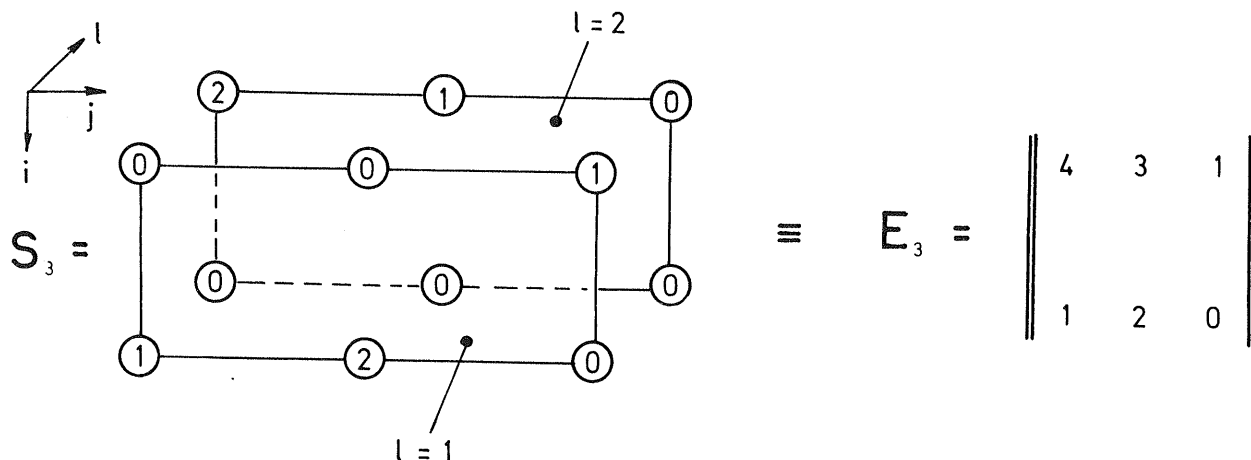 l = 2
l
j
i
2 1 0
0 0 1
S₃ =
0 0 0
1 2 0
l = 1
≡ E₃ =
4 3 1
1 2 0